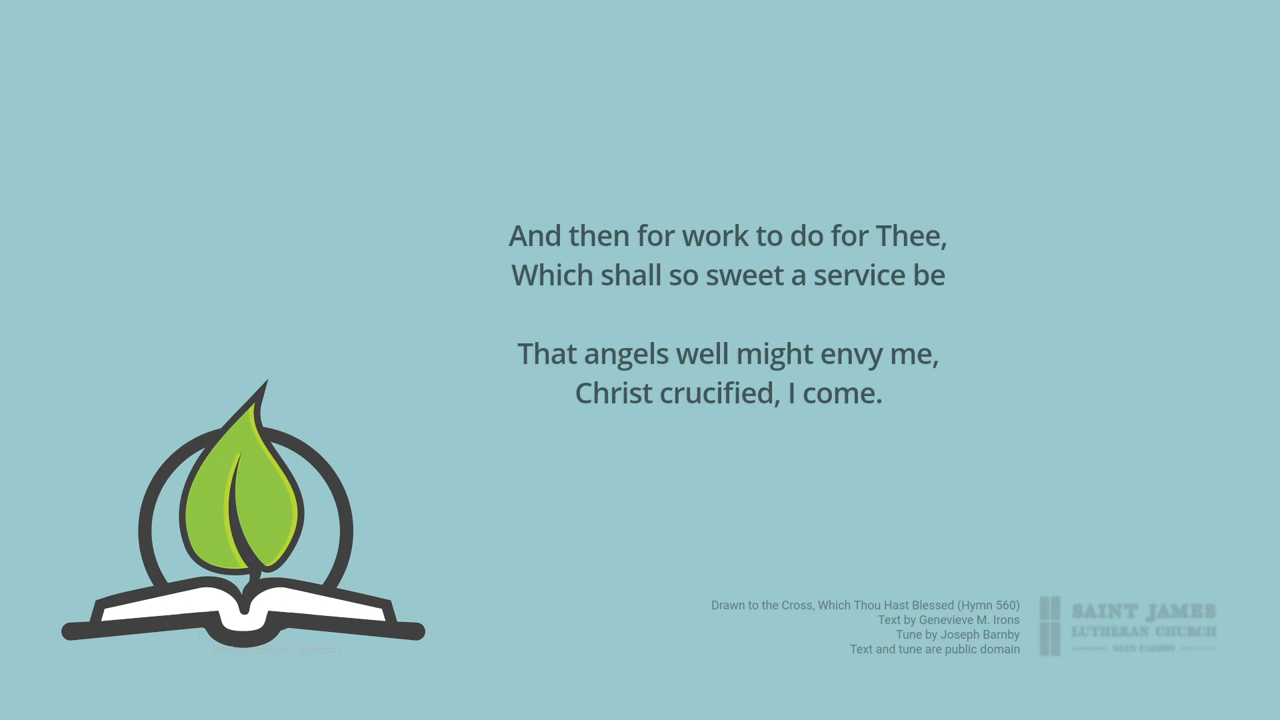 And then for work to do for Thee,
Which shall so sweet a service be
That angels well might envy me,
Christ crucified, I come.
Drawn to the Cross, Which Thou Hast Blessed (Hymn 560)
Text by Genevieve M. Irons
Tune by Joseph Barnby
Text and tune are public domain
SAINT JAMES
LUTHERAN CHURCH